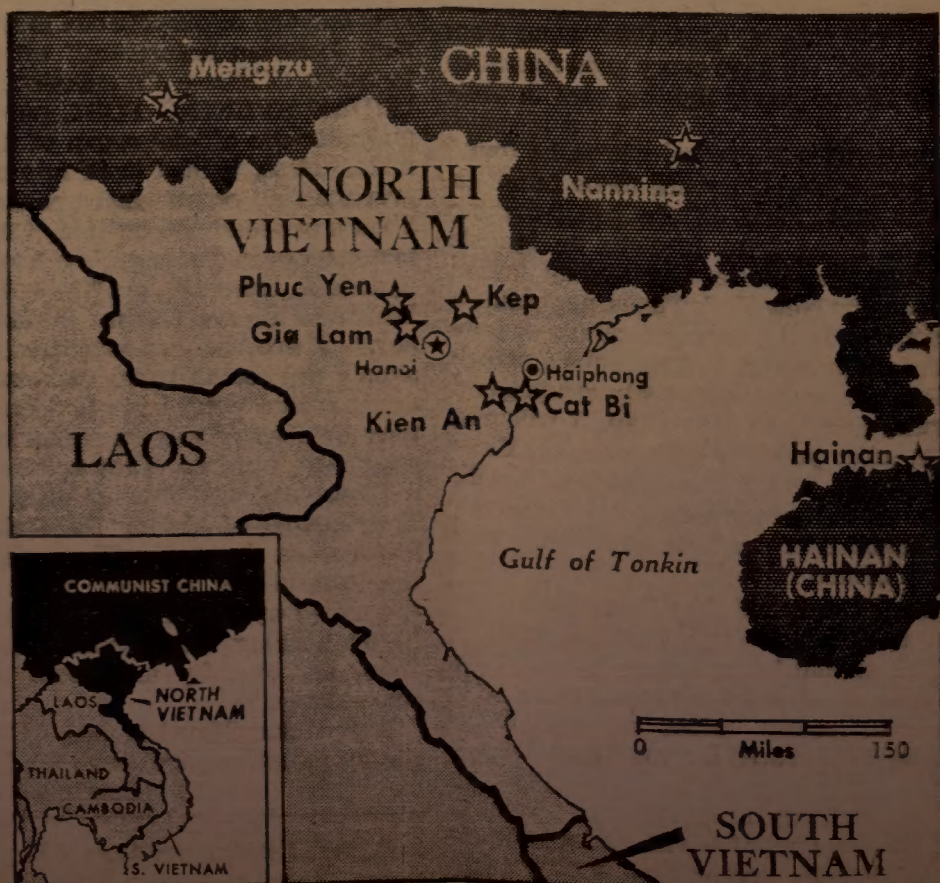 Mengtzu
CHINA
Nanning
NORTH
VIETNAM
Phuc Yen
Kep
Gia Lam
Hanoi
Haiphong
Kien An
Cat Bi
LAOS
Hainan
Gulf of Tonkin
HAINAN
(CHINA)
COMMUNIST CHINA
LAOS
NORTH
VIETNAM
THAILAND
CAMBODIA
S. VIETNAM
0
Miles
150
SOUTH
VIETNAM